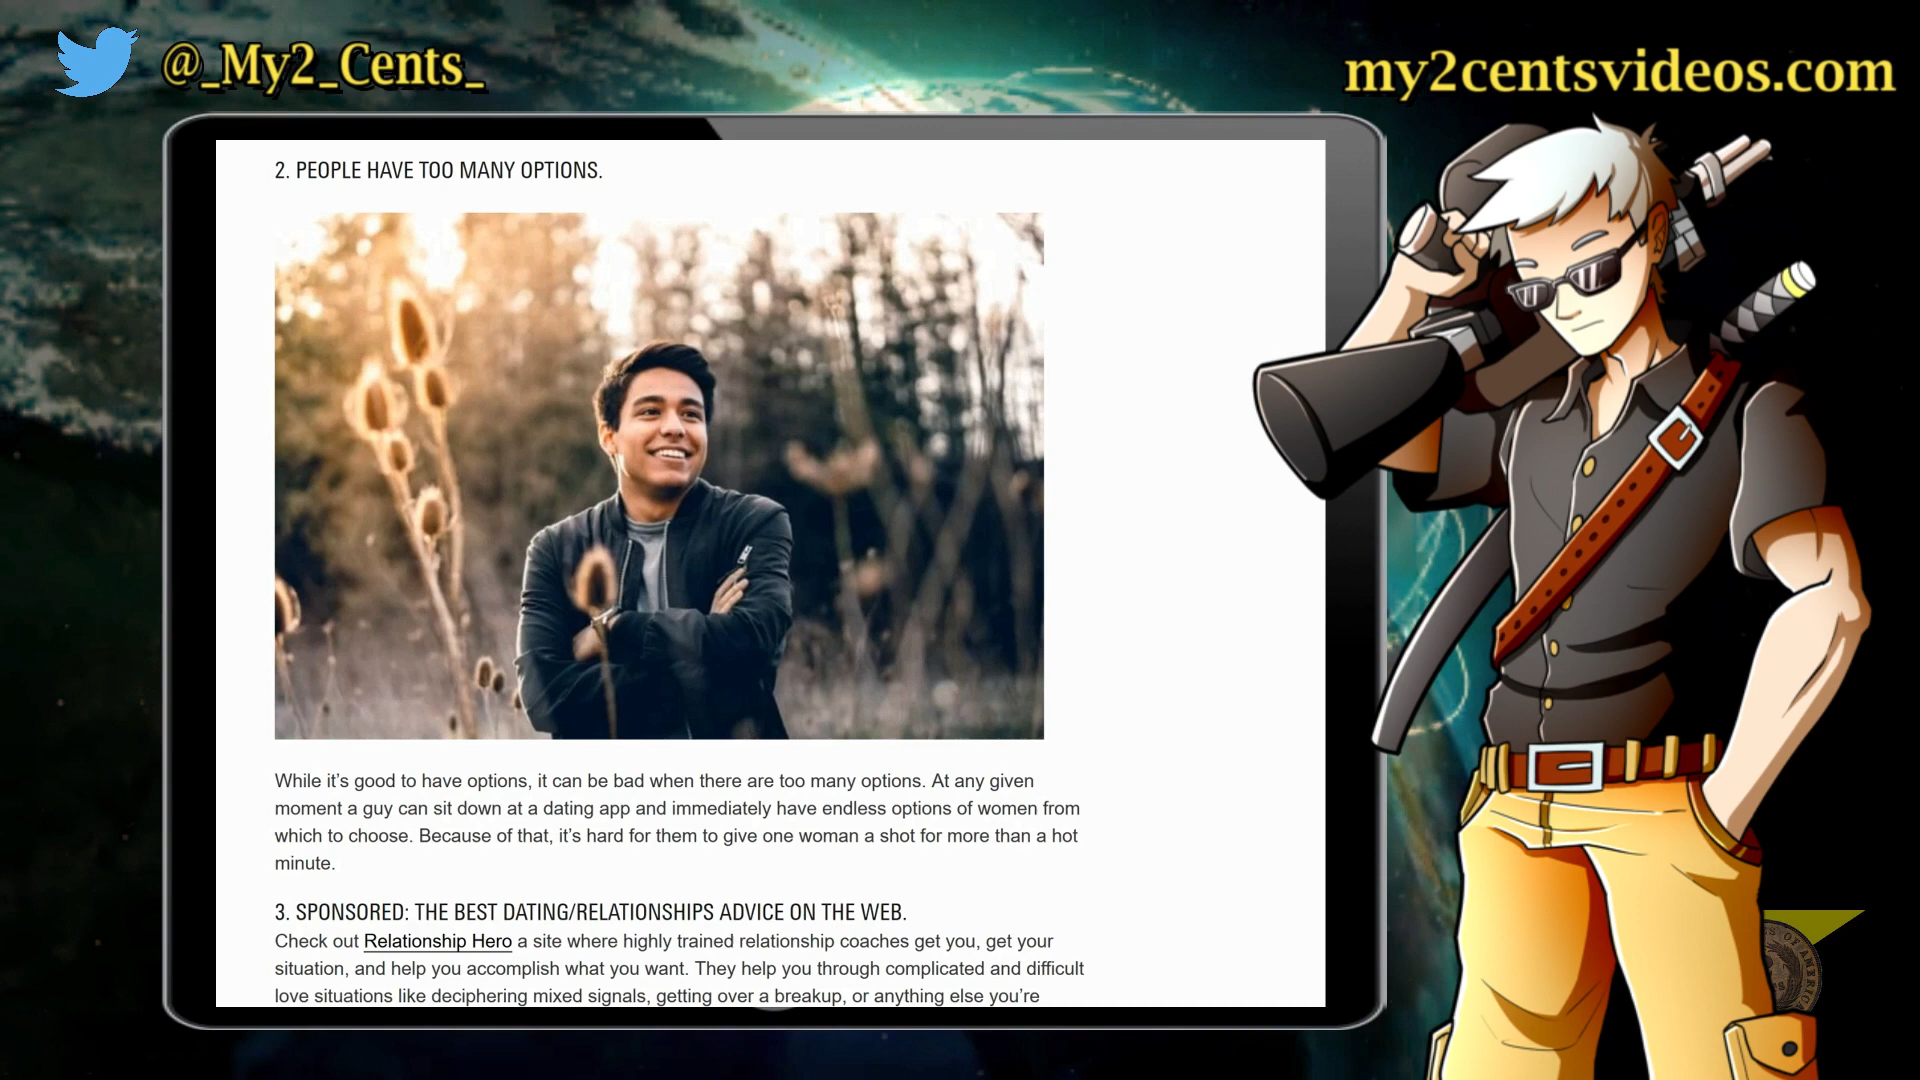 @_My2_Cents_
my2centsvideos.com
2. PEOPLE HAVE TOO MANY OPTIONS.
While it’s good to have options, it can be bad when there are too many options. At any given
moment a guy can sit down at a dating app and immediately have endless options of women from
which to choose. Because of that, it’s hard for them to give one woman a shot for more than a hot
minute.
3. SPONSORED: THE BEST DATING/RELATIONSHIPS ADVICE ON THE WEB.
Check out Relationship Hero a site where highly trained relationship coaches get you, get your
situation, and help you accomplish what you want. They help you through complicated and difficult
love situations like deciphering mixed signals, getting over a breakup, or anything else you’re
OF AMERICA